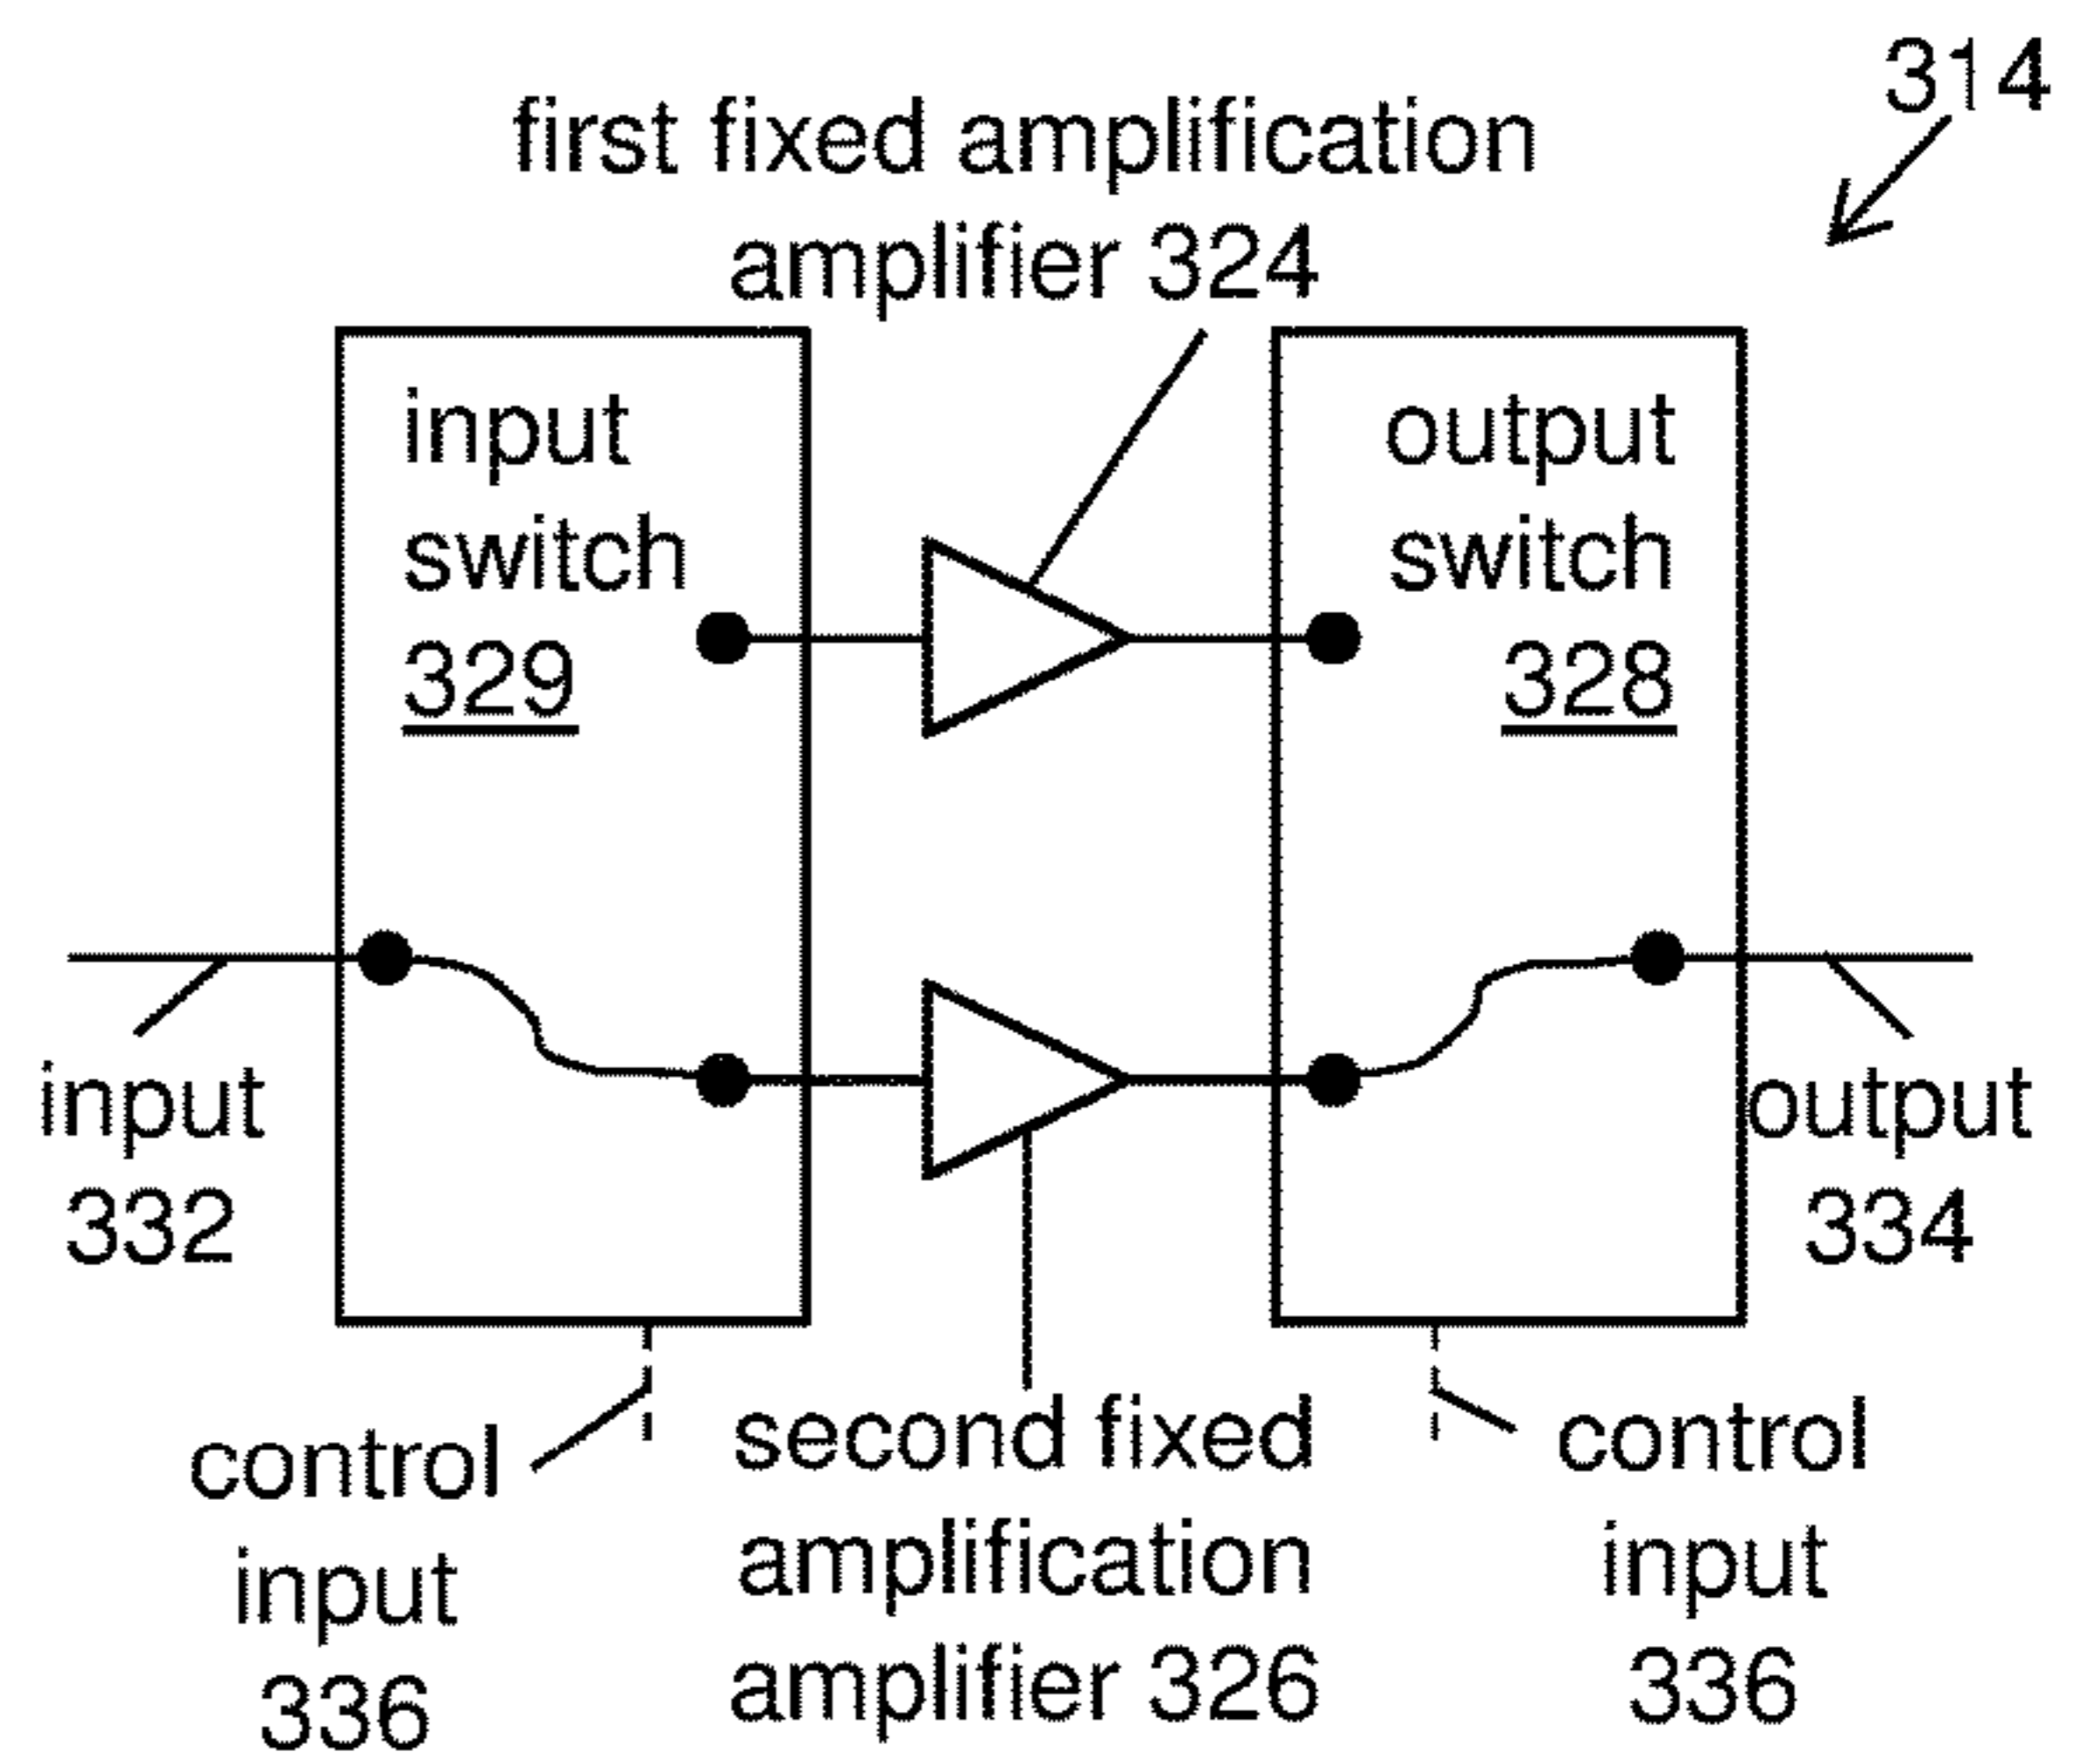 314
first fixed amplification
amplifier 324
input
switch
329
output
switch
328
input
332
output
334
control
input
336
second fixed
amplification
amplifier 326
control
input
336